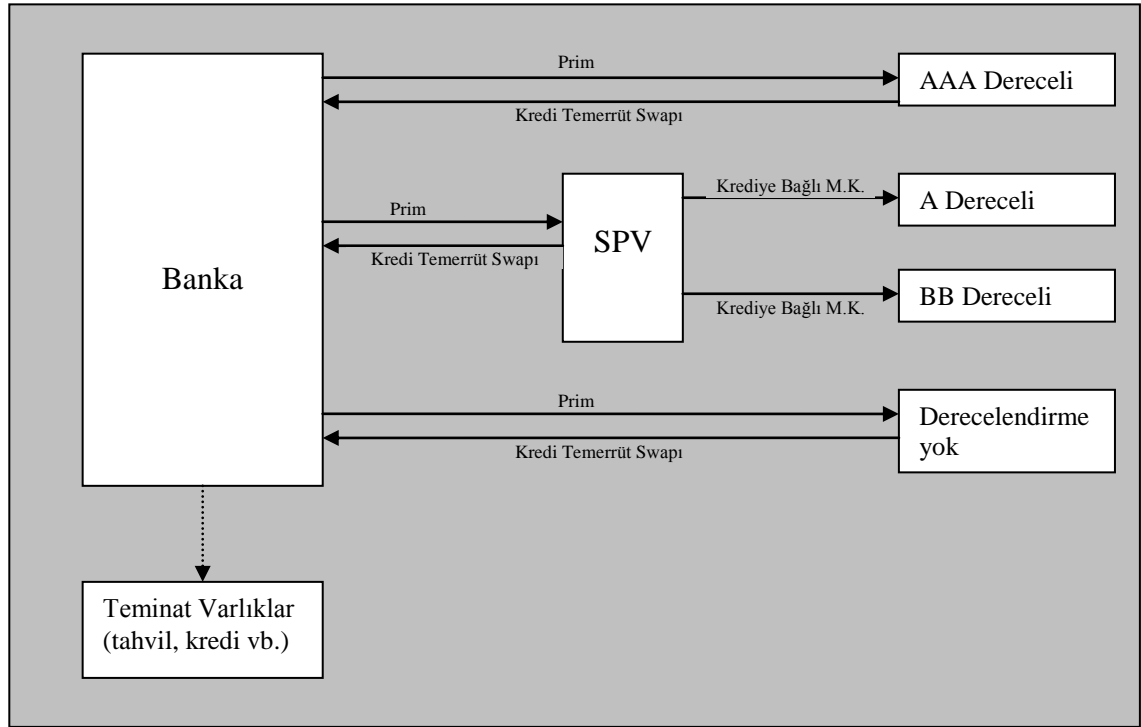 Prim
AAA Dereceli
Kredi Temerrüt Swapı
Krediye Bağlı M.K.
A Dereceli
Prim
SPV
Kredi Temerrüt Swapı
Banka
BB Dereceli
Krediye Bağlı M.K.
Prim
Derecelendirme
yok
Kredi Temerrüt Swapı
Teminat Varlıklar
(tahvil, kredi vb.)